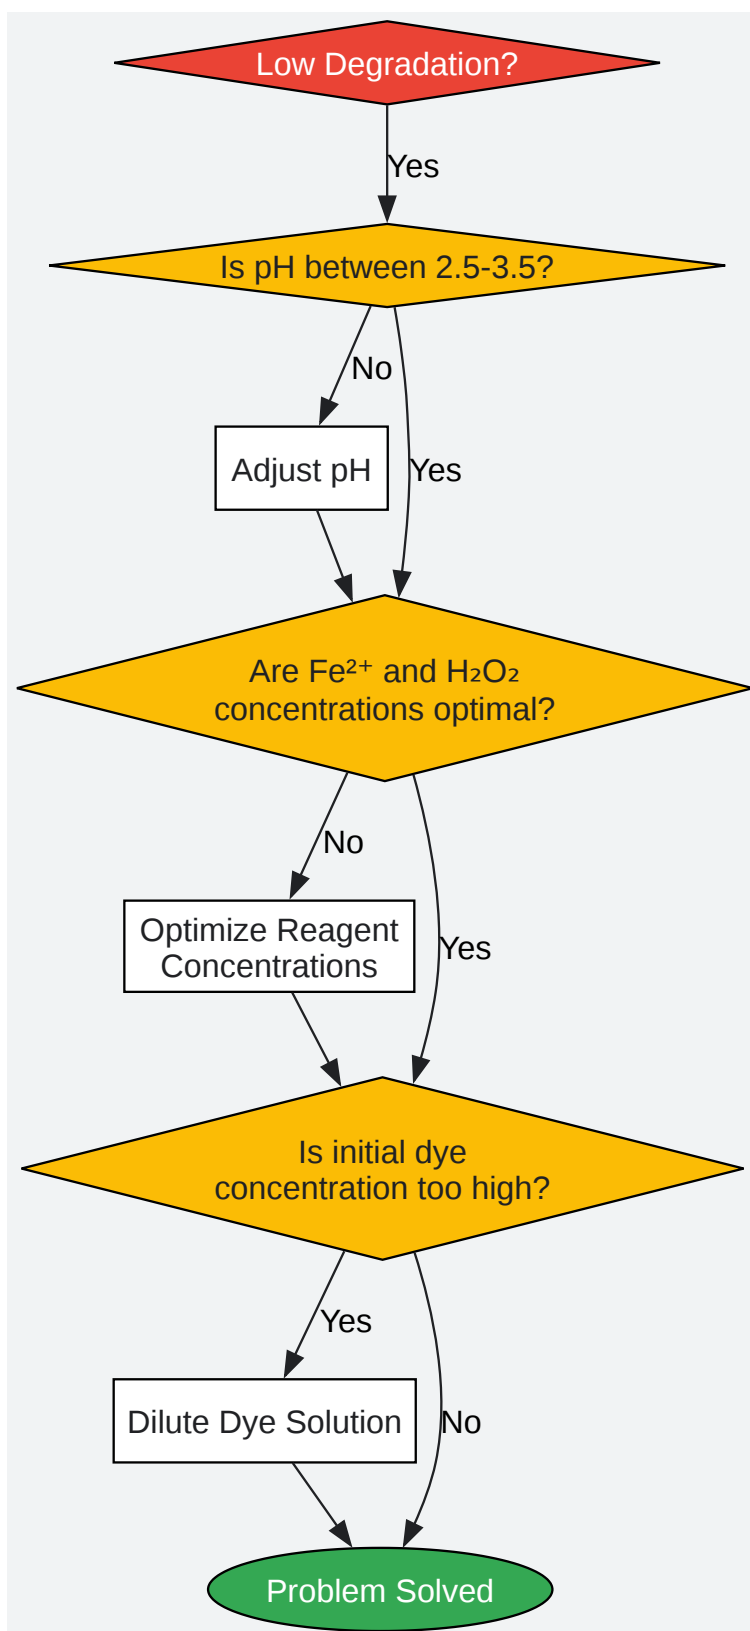 Low Degradation?
Yes
Is pH between 2.5-3.5?
No
Adjust pH
Yes
Are Fe²⁺ and H₂O₂
concentrations optimal?
No
Optimize Reagent
Concentrations
Yes
Is initial dye
concentration too high?
Yes
Dilute Dye Solution
No
Problem Solved